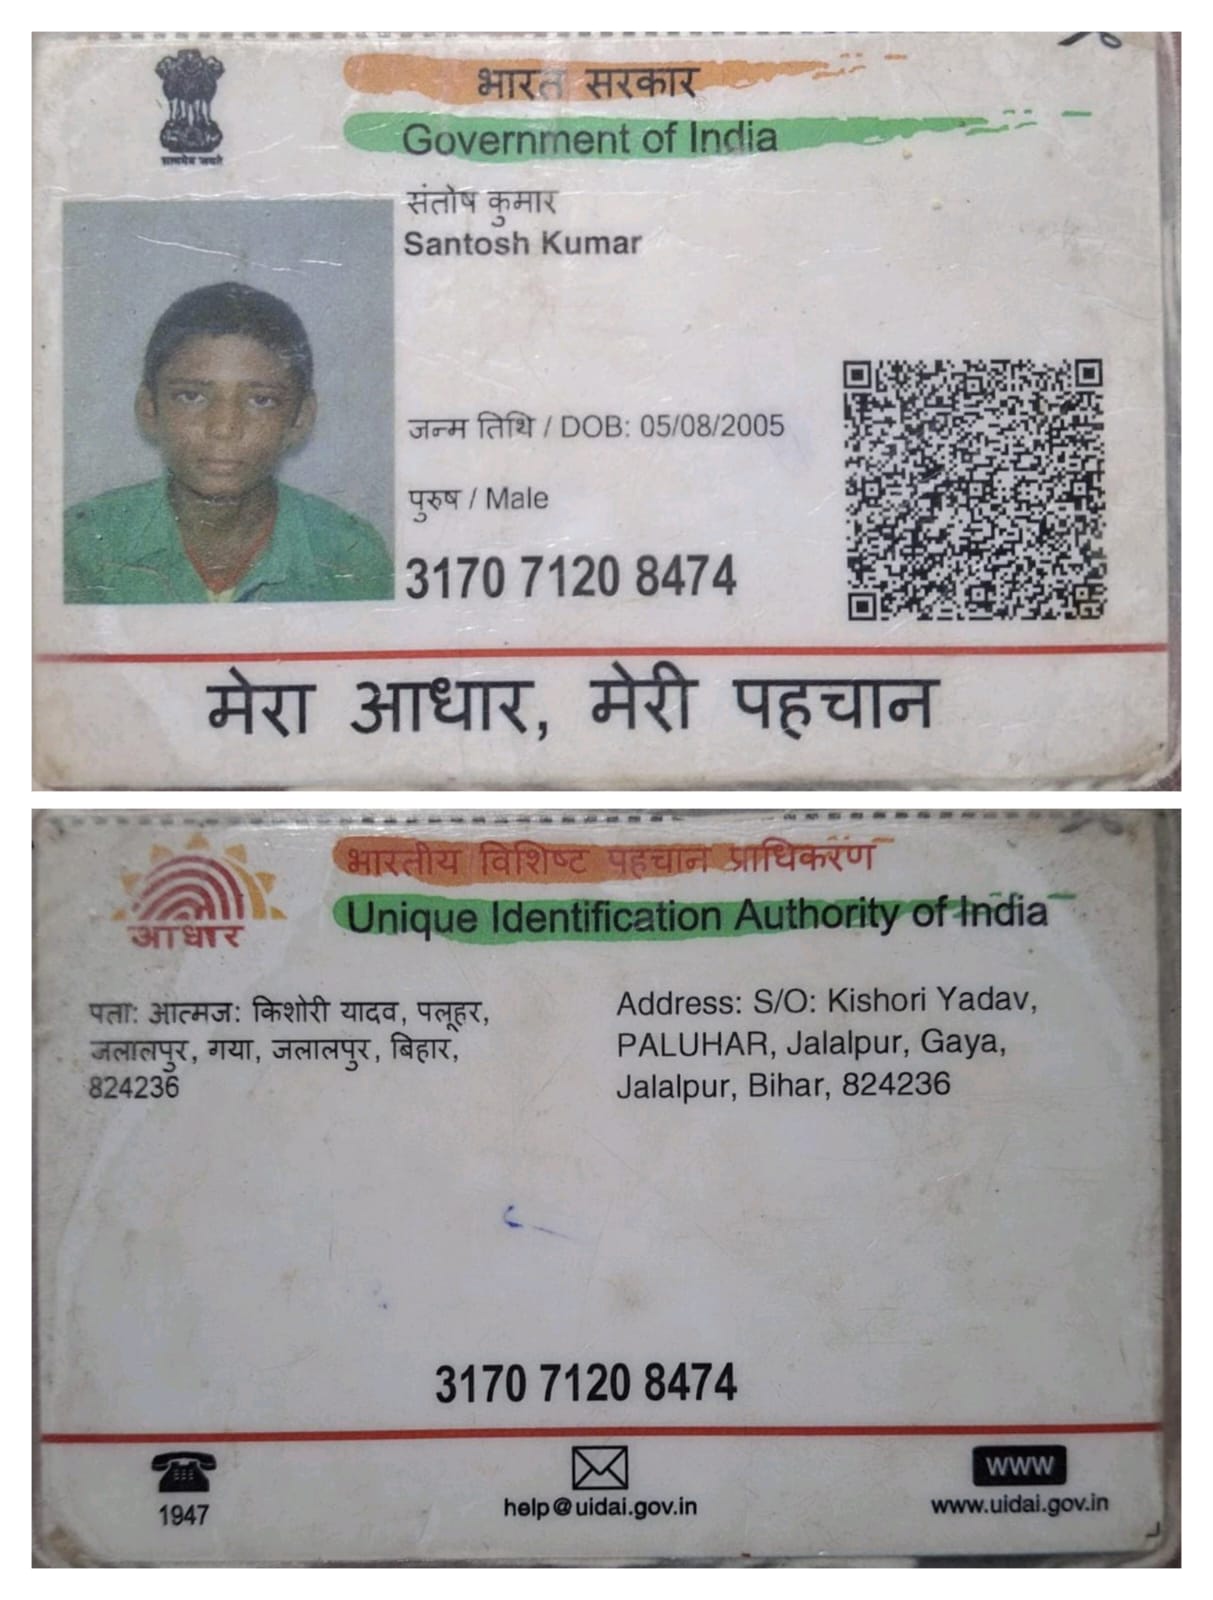 भारत सरकार
Government of India
सत्यमेव जयते
संतोष कुमार
Santosh Kumar
जन्म तिथि / DOB: 05/08/2005
पुरुष / Male
3170 7120 8474
मेरा आधार, मेरी पहचान
भारतीय विशिष्ट पहचान प्राधिकरण
Unique Identification Authority of India
आधार
पता: आत्मज: किशोरी यादव, पलूहर,
जलालपुर, गया, जलालपुर, बिहार,
824236
Address: S/O: Kishori Yadav,
PALUHAR, Jalalpur, Gaya,
Jalalpur, Bihar, 824236
3170 7120 8474
1947
help@uidai.gov.in
www
www.uidai.gov.in